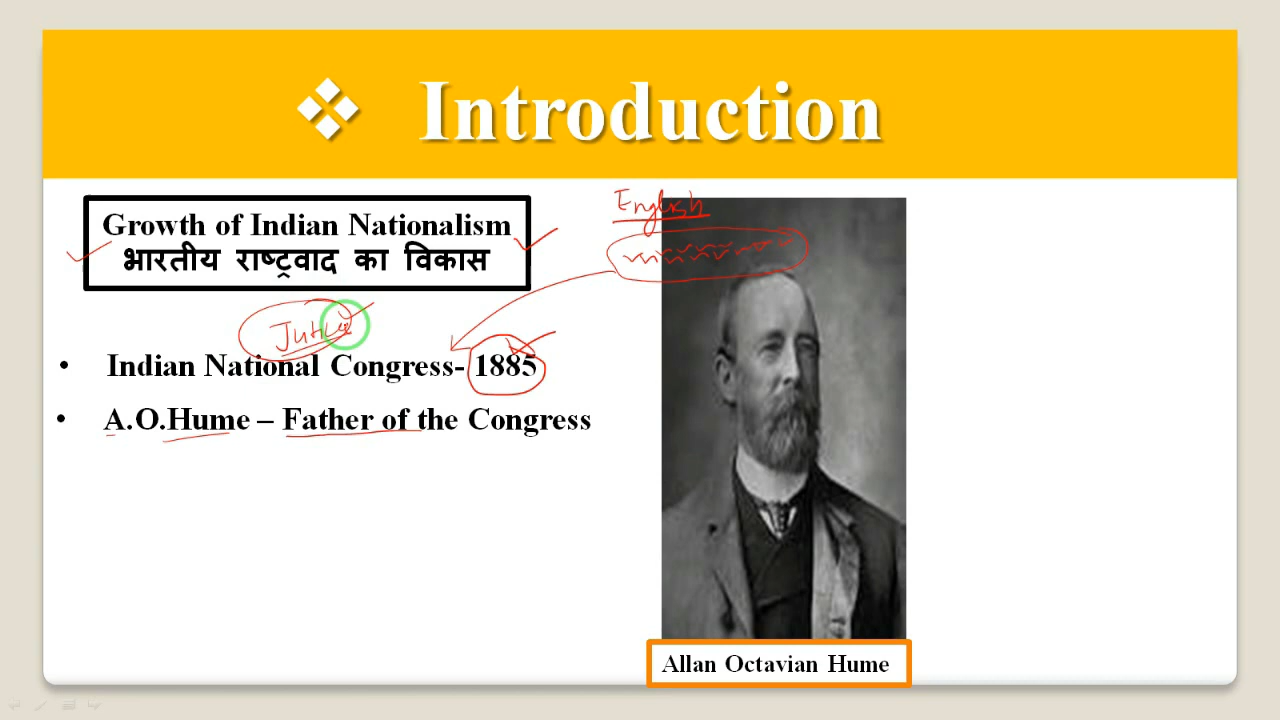 ❖ Introduction
Growth of Indian Nationalism
भारतीय राष्ट्रवाद का विकास
English
• Indian National Congress- 1885
• A.O.Hume – Father of the Congress
Allan Octavian Hume